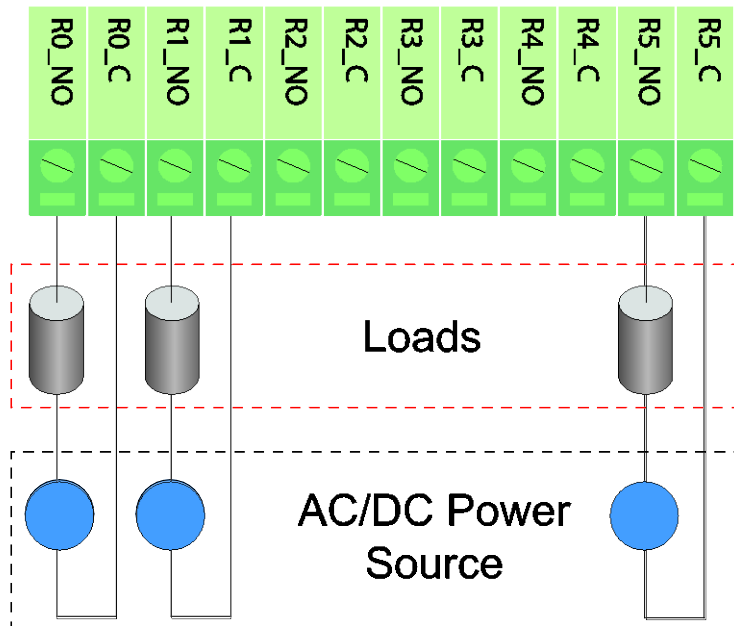 R0_NO
R0_C
R1_NO
R1_C
R2_NO
R2_C
R3_NO
R3_C
R4_NO
R4_C
R5_NO
R5_C
Loads
AC/DC Power
Source